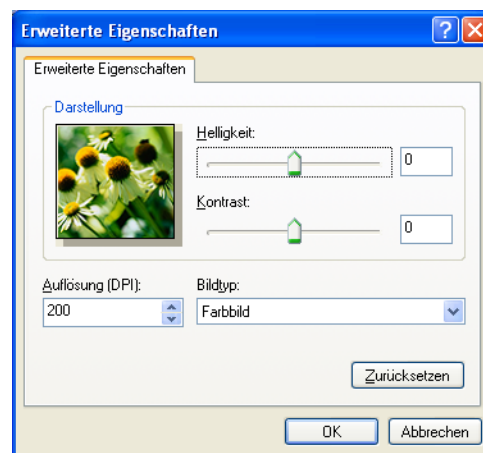 Erweiterte Eigenschaften
Erweiterte Eigenschaften
Darstellung
Helligkeit:
0
Kontrast:
0
Auflösung (DPI):
Bildtyp:
200
Farbbild
Zurücksetzen
OK
Abbrechen